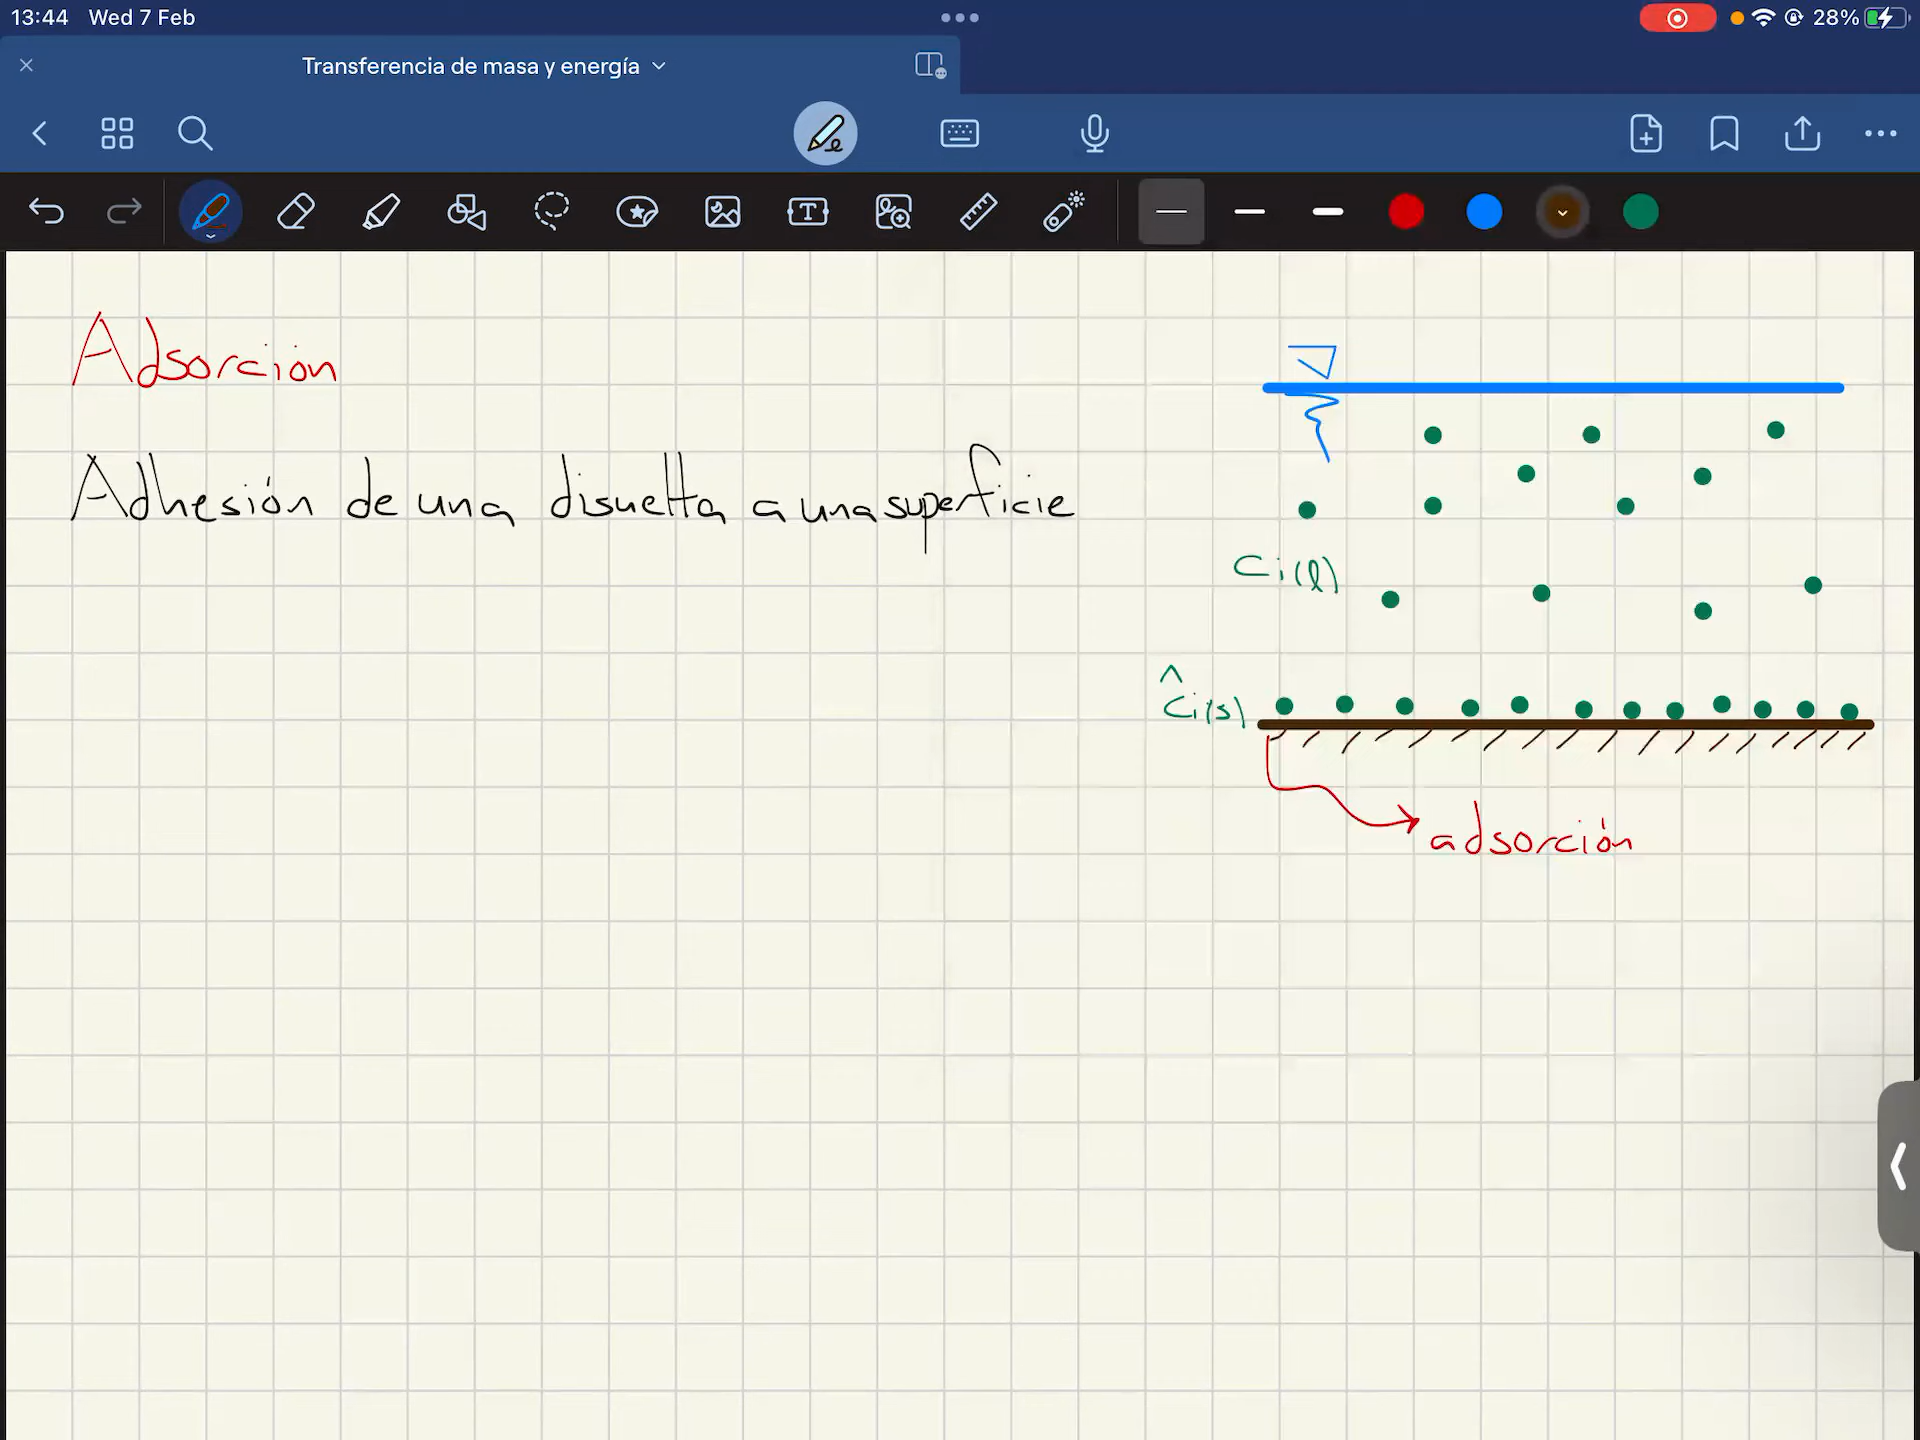 13:44 Wed 7 Feb
28%
Transferencia de masa y energía
Adsorcion
Adhesión de una disuelta a una superficie
Ci(l)
Ĉi(s)
adsorción